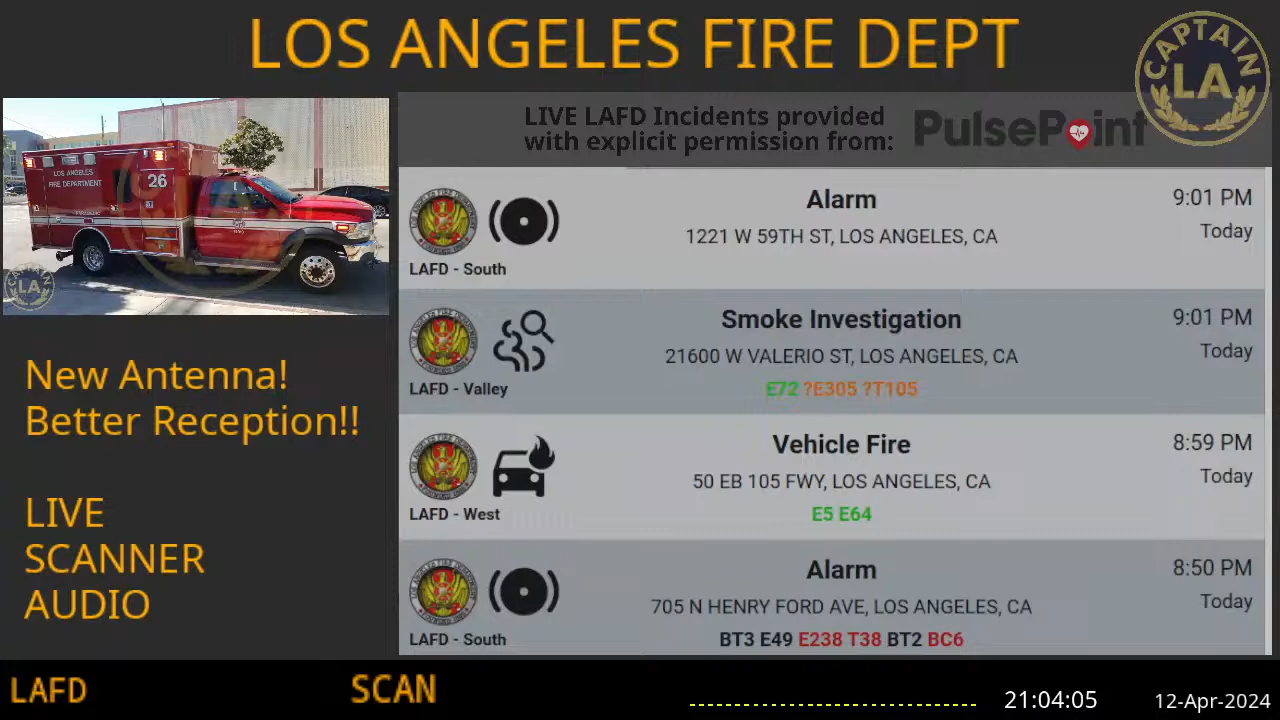 LOS ANGELES FIRE DEPT
CAPTAIN
LA
LIVE LAFD Incidents provided
with explicit permission from:
PulsePoint
LOS ANGELES
FIRE DEPARTMENT
26
CAPTAIN
LA
New Antenna!
Better Reception!!
LIVE
SCANNER
AUDIO
Alarm
9:01 PM
1221 W 59TH ST, LOS ANGELES, CA
Today
LAFD - South
Smoke Investigation
9:01 PM
21600 W VALERIO ST, LOS ANGELES, CA
Today
E72 ?E305 ?T105
LAFD - Valley
Vehicle Fire
8:59 PM
50 EB 105 FWY, LOS ANGELES, CA
Today
E5 E64
LAFD - West
Alarm
8:50 PM
705 N HENRY FORD AVE, LOS ANGELES, CA
Today
BT3 E49 E238 T38 BT2 BC6
LAFD - South
LAFD
SCAN
21:04:05
12-Apr-2024